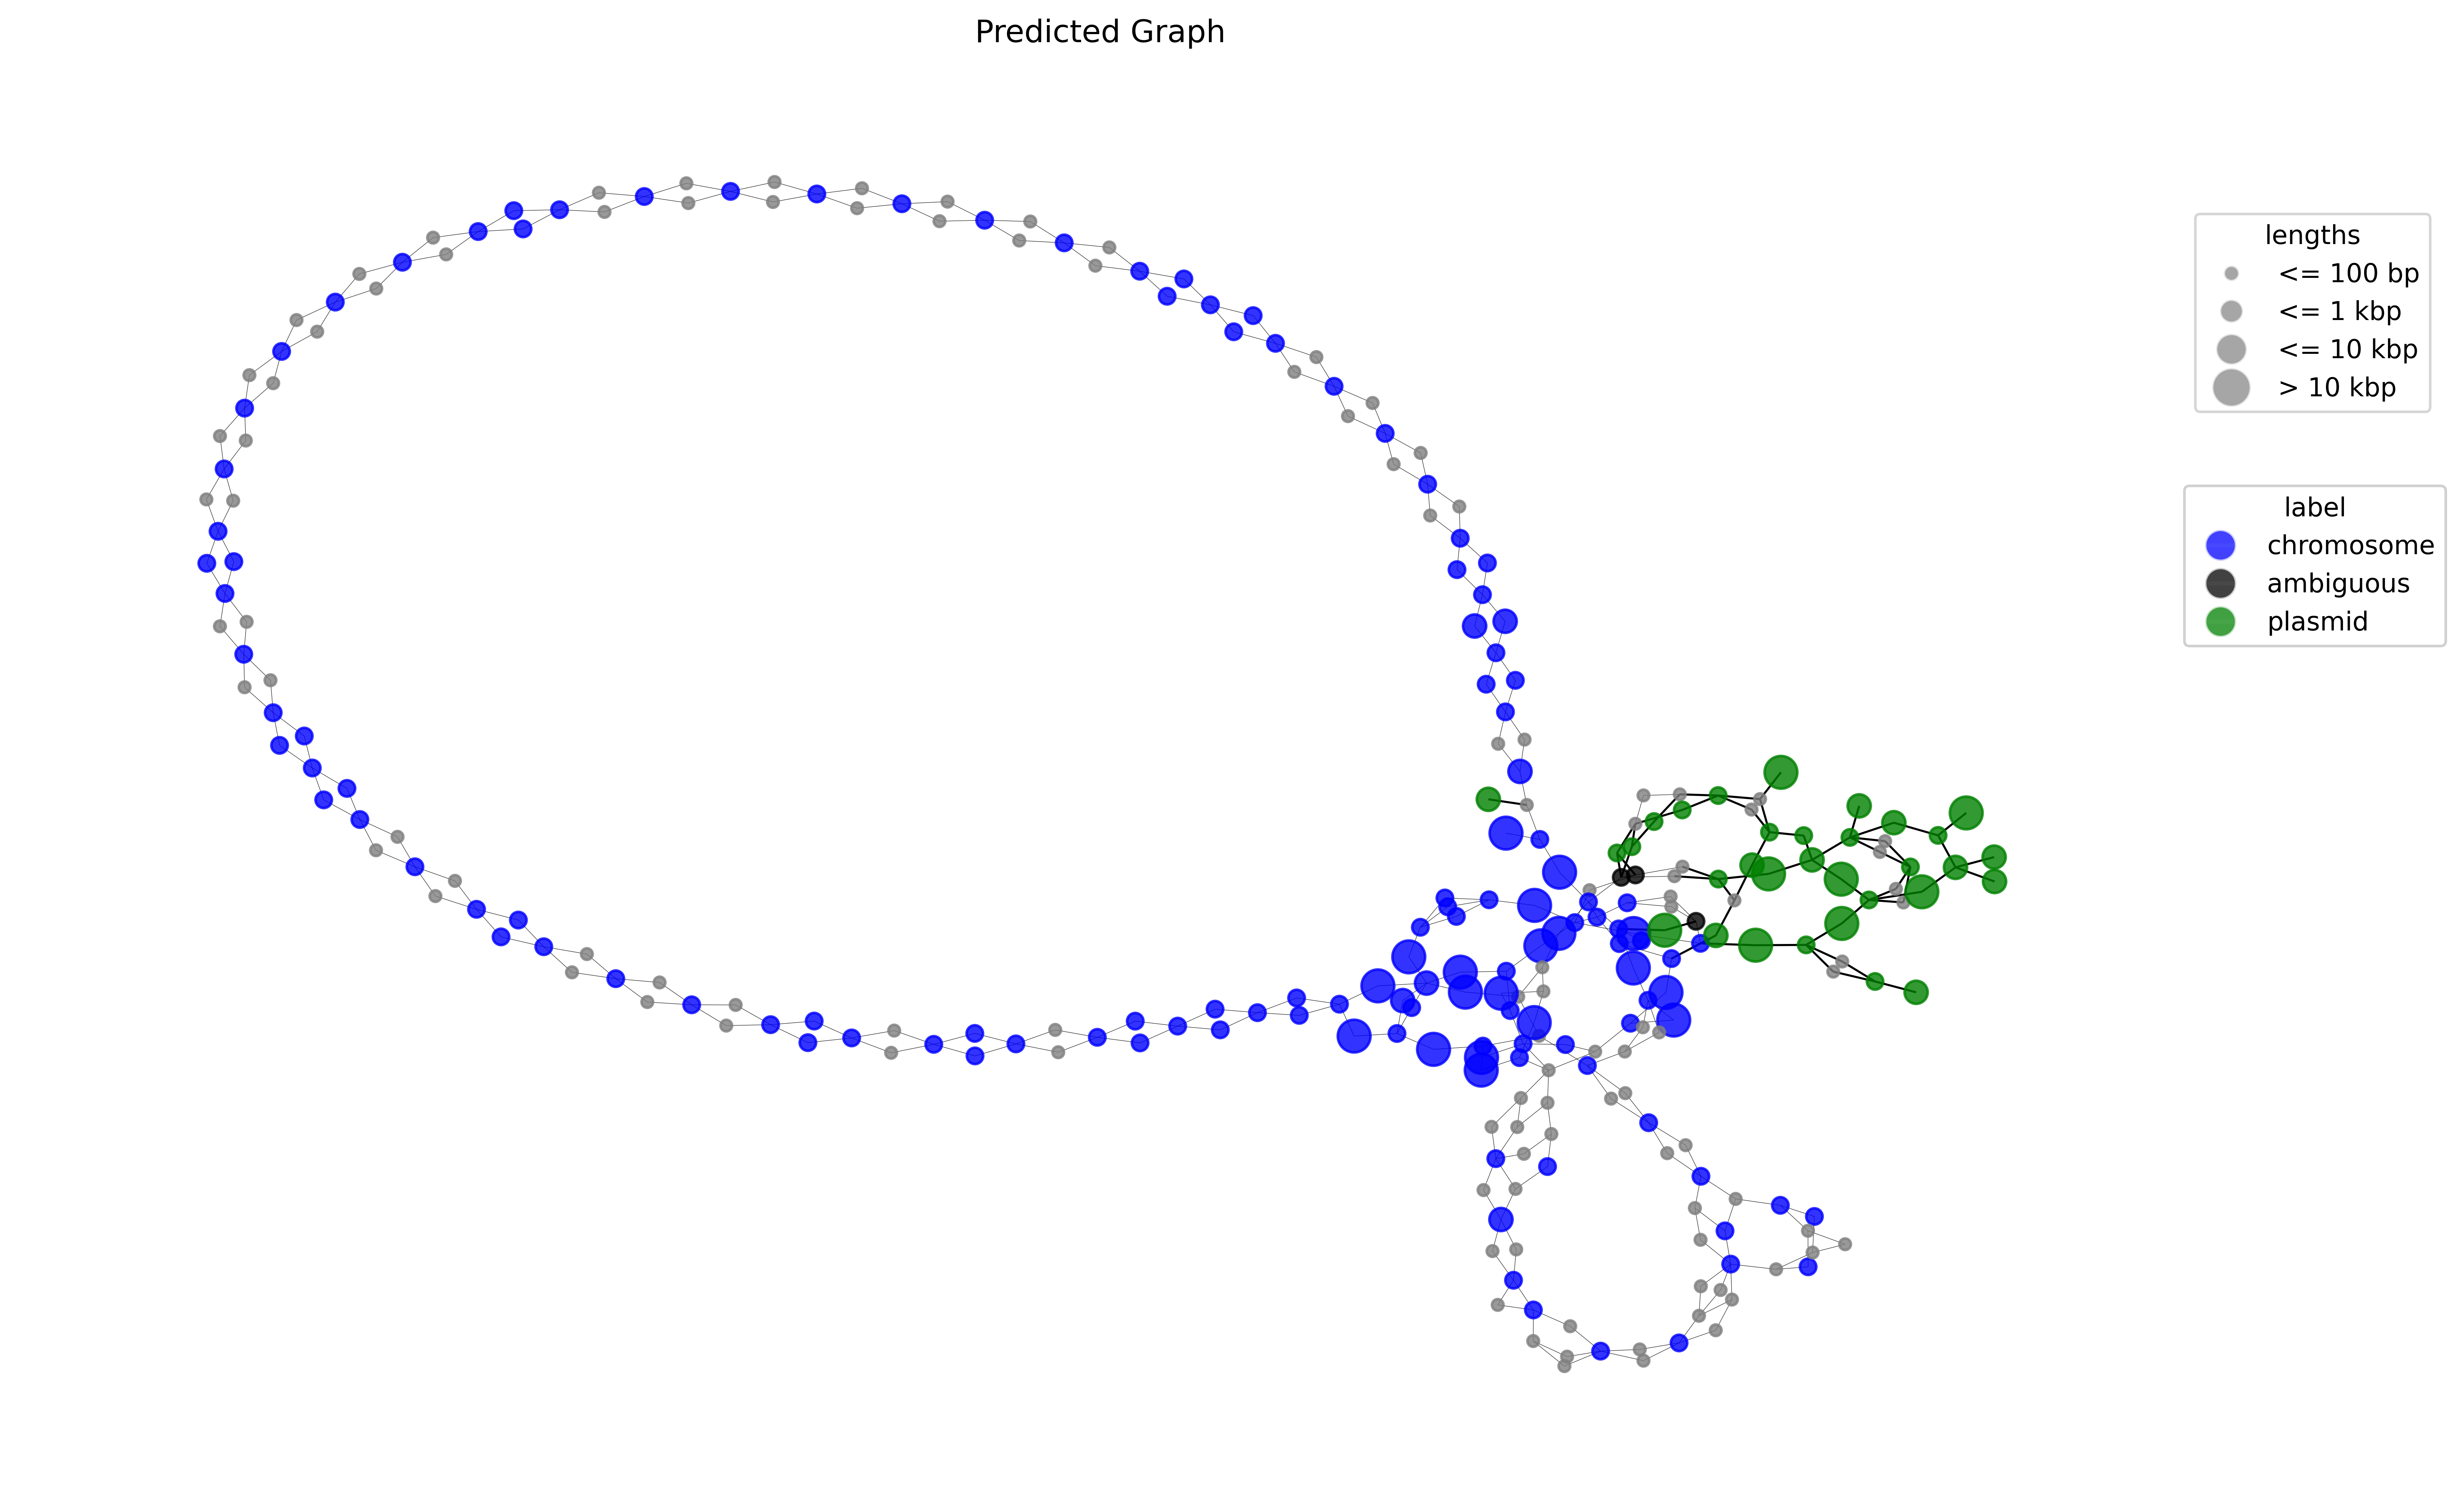 Predicted Graph
lengths
<= 100 bp
<= 1 kbp
<= 10 kbp
> 10 kbp
label
chromosome
ambiguous
plasmid